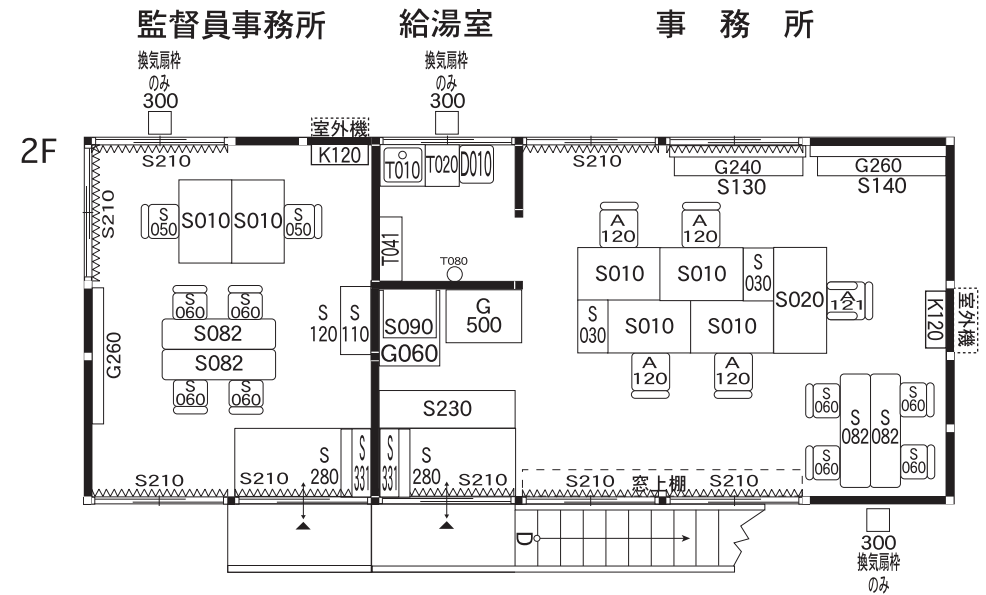 監督員事務所
給湯室
事 務 所
換気扇枠
のみ
300
換気扇枠
のみ
300
2F
室外機
K120
S210
S210
T010
T020
D010
S210
G240
S130
G260
S140
S
050
S010
S010
S
050
T041
T080
A
120
A
120
S010
S010
S
030
S020
A
121
S
030
S010
S010
A
120
A
120
K120
室外機
S
060
S
060
S082
S082
S
060
S
060
G260
S
120
S
110
S090
G060
G
500
S230
S
060
S
082
S
082
S
060
S
060
S
060
S210
S210
S
280
S
331
S
331
S
280
S210
S210
窓上棚
S210
D
300
換気扇枠
のみ